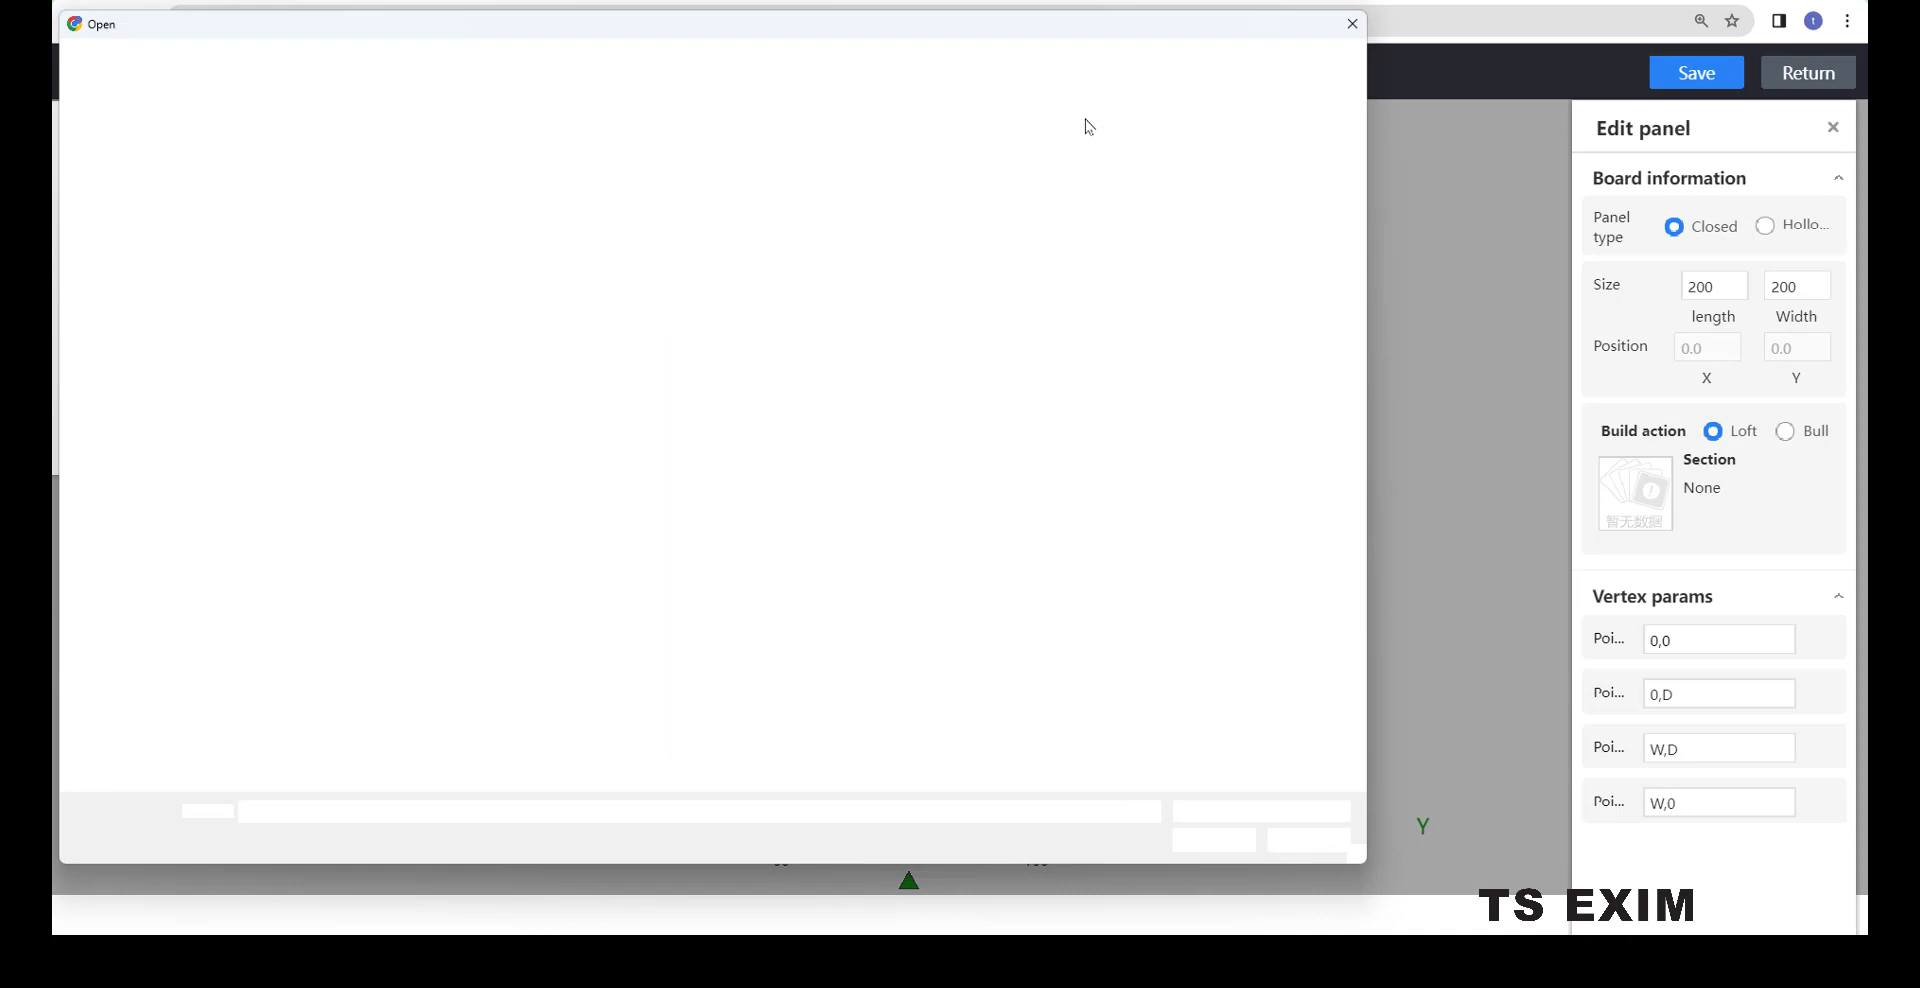 Open
t
Save
Return
Edit panel
Board information
Panel type
Closed
Hollo...
Size
200
200
length
Width
Position
0.0
0.0
X
Y
Build action
Loft
Bull
Section
None
暂无数据
Vertex params
Poi...
0,0
Poi...
0,D
Poi...
W,D
Poi...
W,0
Y
TS EXIM